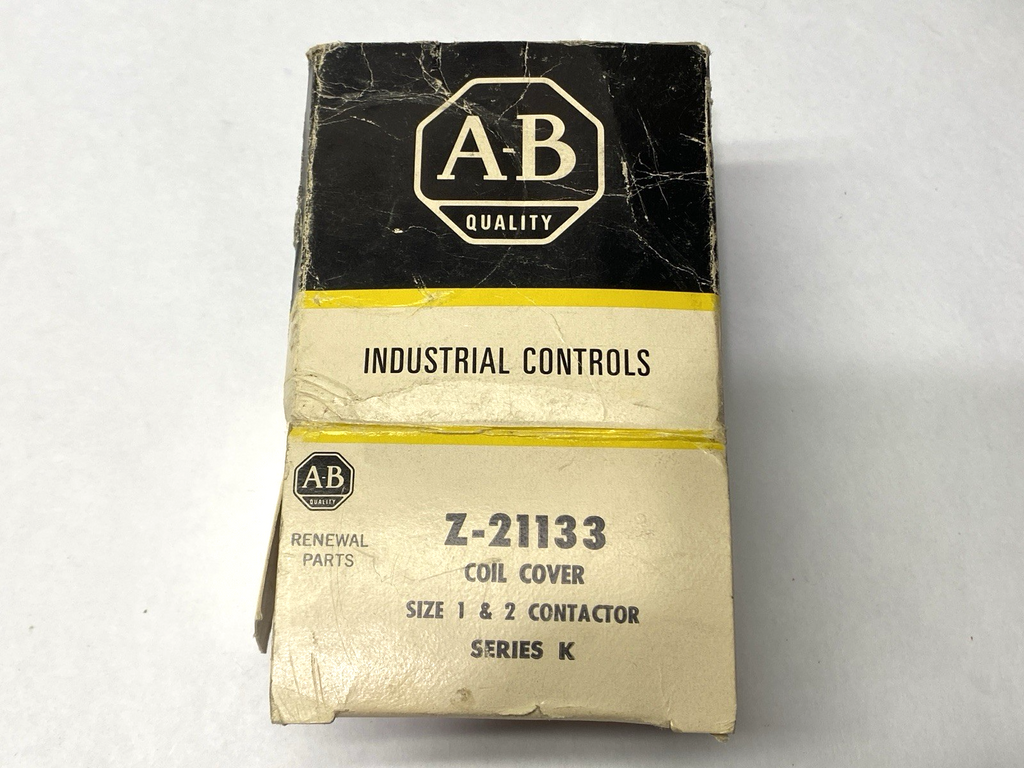 A-B
QUALITY
INDUSTRIAL CONTROLS
A-B
QUALITY
RENEWAL
PARTS
Z-21133
COIL COVER
SIZE 1 & 2 CONTACTOR
SERIES K